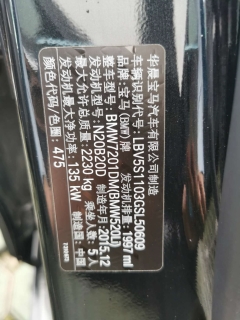 华晨宝马汽车有限公司制造
车辆识别代号:LBVSS1103GSL50609
品牌:宝马(BMW)牌
整车型号:BMW7201DM(BMW520Li)
发动机型号:N20B20D 发动机排量:1997 ml
最大允许总质量:2230 kg 制造年月:2015.12
发动机最大净功率:135 kW 乘坐人数:5人
颜色代码/色圈:475 制造国:中国